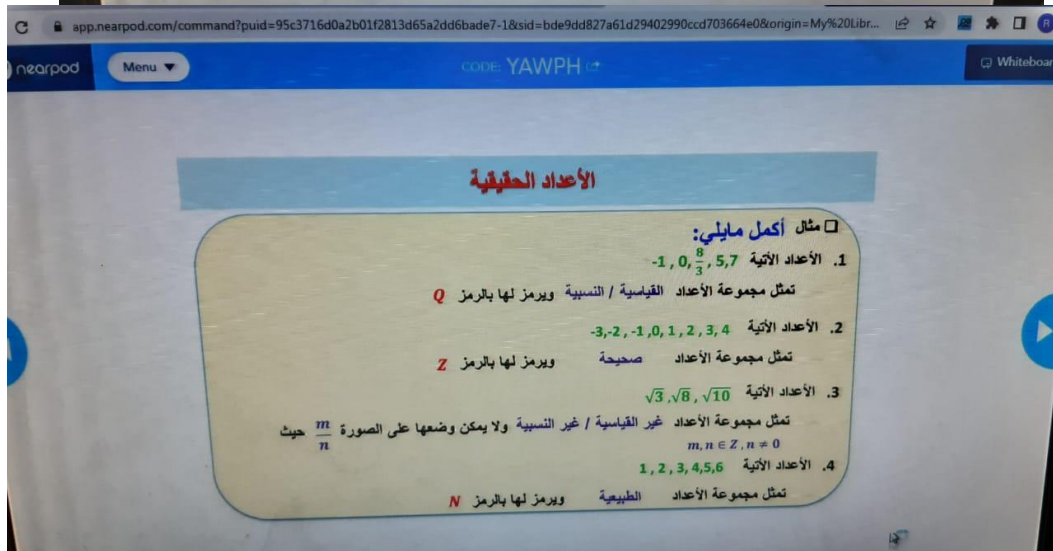 app.nearpod.com/command?puid=95c3716d0a2b01f2813d65a2dd6bade7-1&sid=bde9dd827a61d29402990ccd703664e0&origin=My%20Libr...
nearpod Menu CODE: YAWPH Whiteboar
الأعداد الحقيقية
مثال أكمل مايلي:
1. الأعداد الأتية -1 , 0, 8/3 , 5,7
تمثل مجموعة الأعداد القياسية / النسبية ويرمز لها بالرمز Q
2. الأعداد الأتية -3,-2 , -1 ,0, 1 , 2 , 3, 4
تمثل مجموعة الأعداد صحيحة ويرمز لها بالرمز Z
3. الأعداد الأتية √3 ,√8 , √10
تمثل مجموعة الأعداد غير القياسية / غير النسبية ولا يمكن وضعها على الصورة m/n حيث
m, n ∈ Z , n ≠ 0
4. الأعداد الأتية 1 , 2 , 3, 4,5,6
تمثل مجموعة الأعداد الطبيعية ويرمز لها بالرمز N